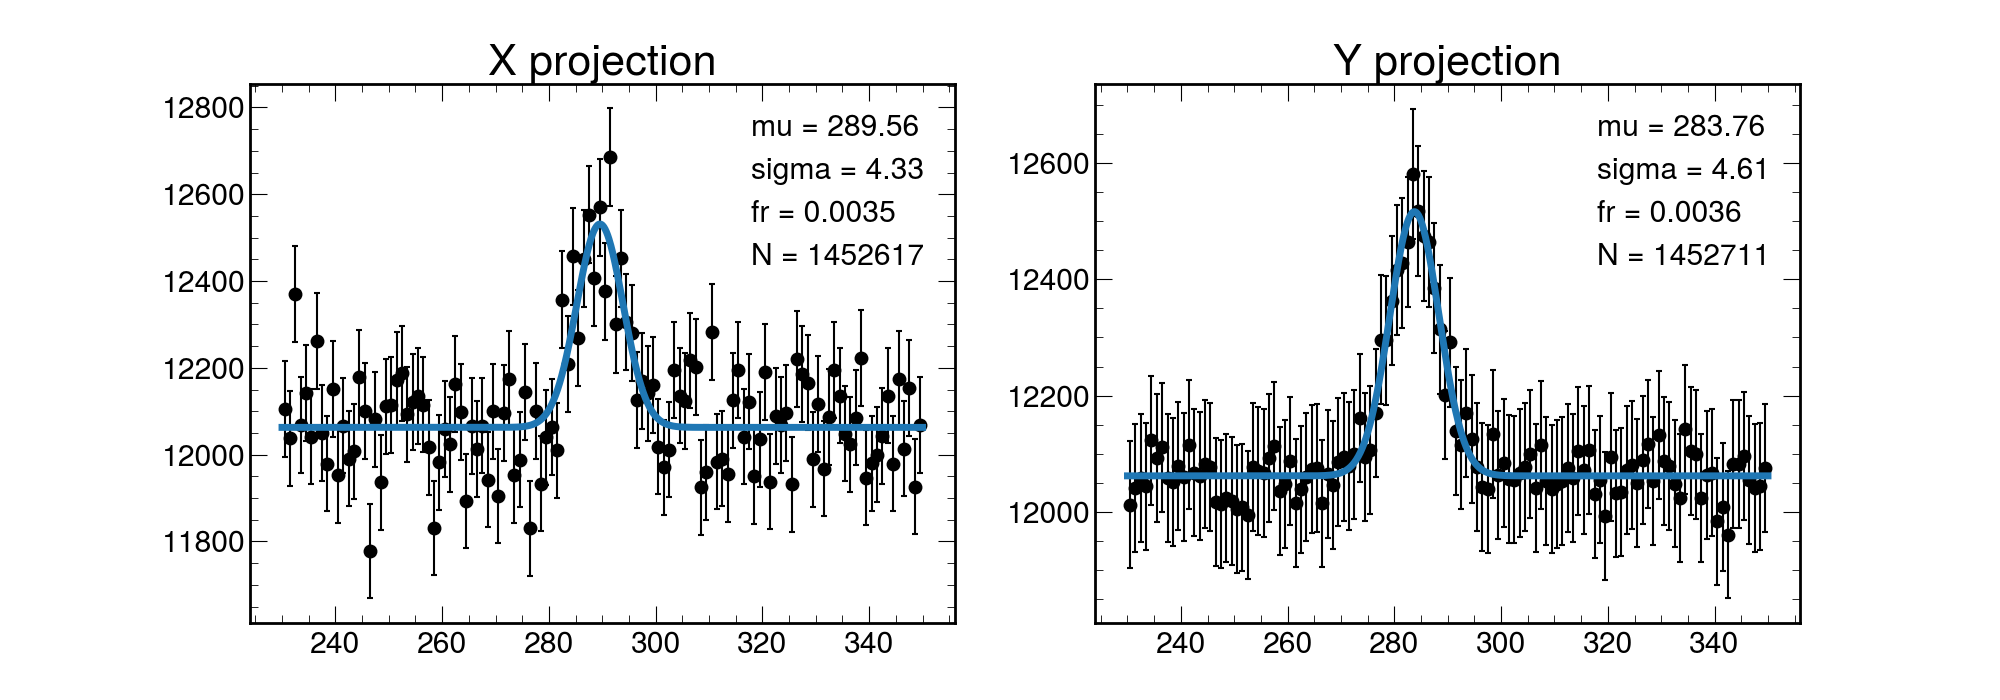 X projection
12800
12600
12400
12200
12000
11800
240 260 280 300 320 340
mu = 289.56
sigma = 4.33
fr = 0.0035
N = 1452617
Y projection
12600
12400
12200
12000
240 260 280 300 320 340
mu = 283.76
sigma = 4.61
fr = 0.0036
N = 1452711